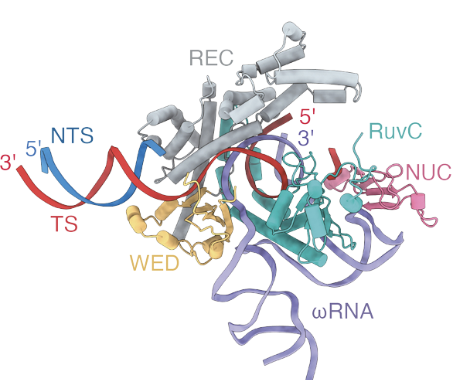 REC
5'
3'
5' NTS
3'
RuvC
NUC
TS
WED
ωRNA